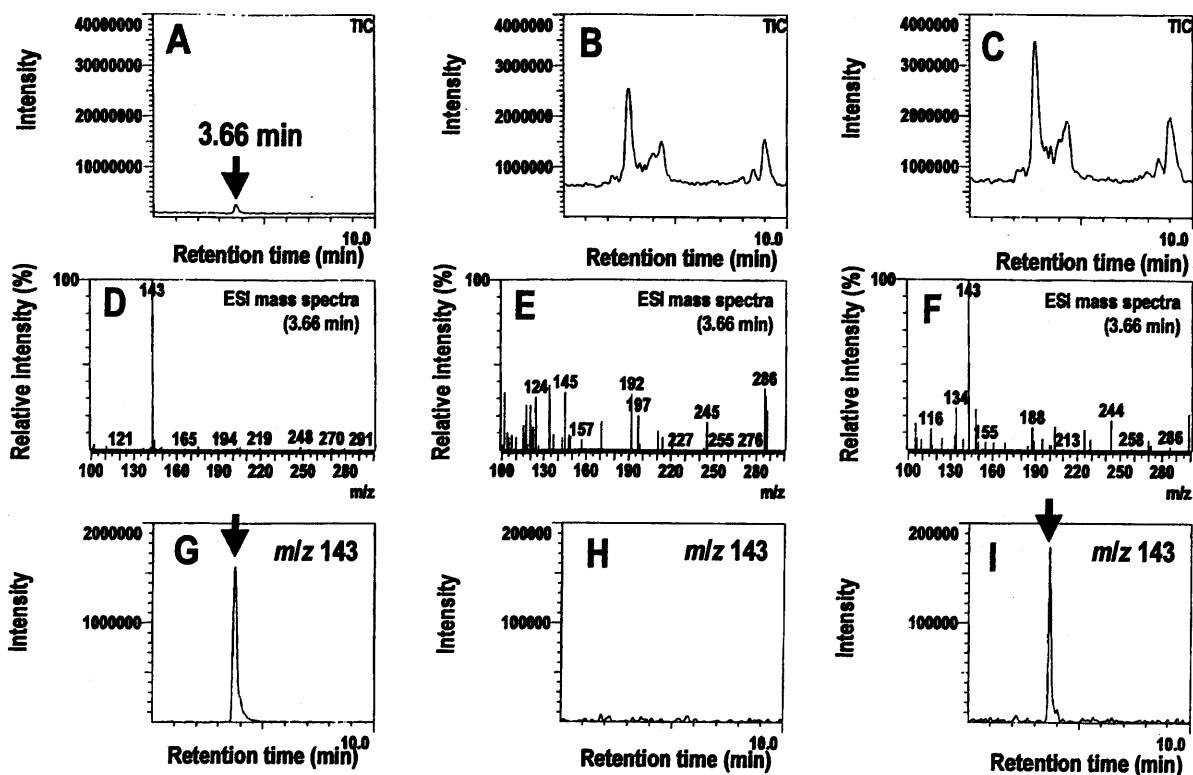 40000000
30000000
20000000
10000000
Intensity
A
TIC
3.66 min
10.0
Retention time (min)
4000000
3000000
2000000
1000000
Intensity
B
TIC
10.0
Retention time (min)
4000000
3000000
2000000
1000000
Intensity
C
TIC
10.0
Retention time (min)
Relative intensity (%)
100
143
D
ESI mass spectra
(3.66 min)
121 165 194 219 248 270 291
100 130 160 190 220 250 280
m/z
Relative intensity (%)
100
E
ESI mass spectra
(3.66 min)
124 145 157 192 197 227 245 255 276 286
100 130 160 190 220 250 280
m/z
Relative intensity (%)
100
143
F
ESI mass spectra
(3.66 min)
116 134 155 188 213 244 258 286
100 130 160 190 220 250 280
m/z
2000000
1000000
Intensity
G
m/z 143
10.0
Retention time (min)
200000
100000
Intensity
H
m/z 143
10.0
Retention time (min)
200000
100000
Intensity
I
m/z 143
10.0
Retention time (min)